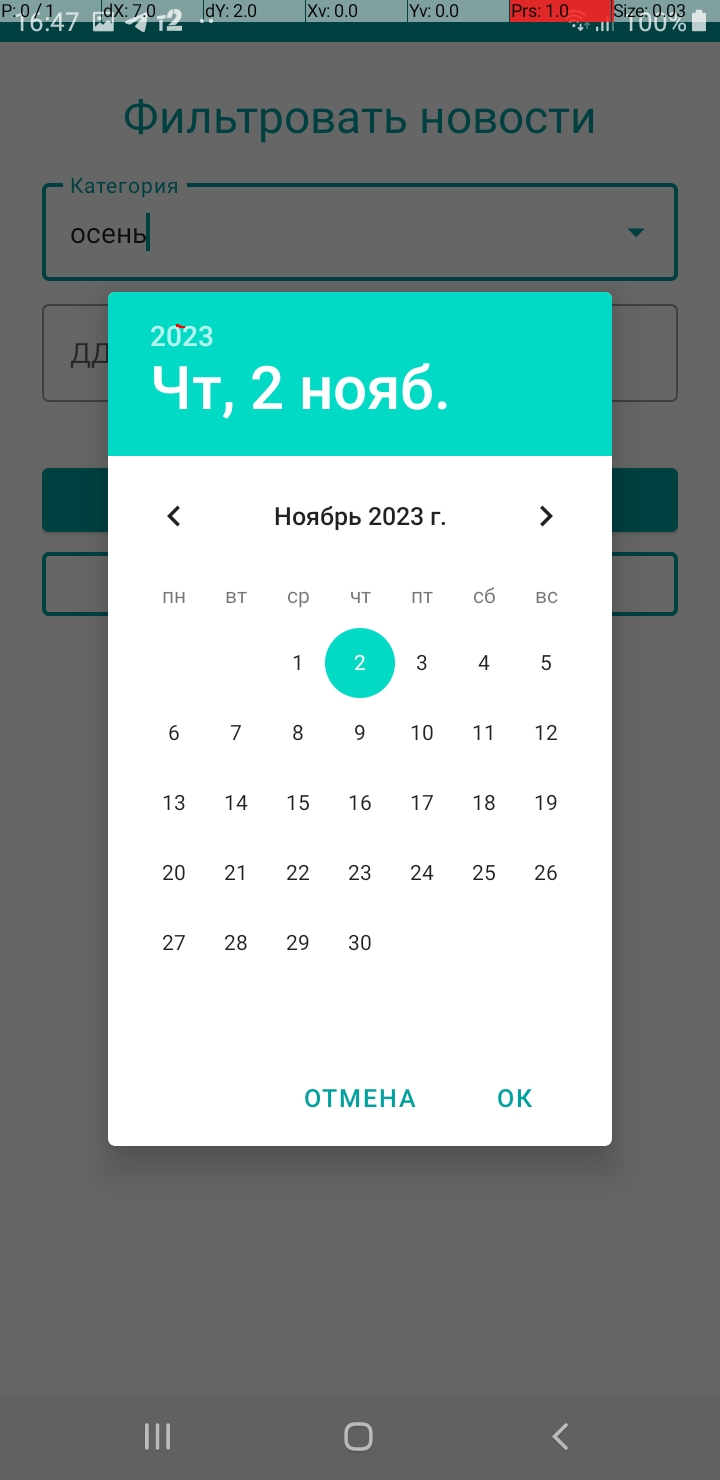 P: 0 / 1 dX: 7.0 dY: 2.0 Xv: 0.0 Yv: 0.0 Prs: 1.0 Size: 0.03
16:47 т2 100%
Фильтровать новости
Категория
осень
ДД
2023
Чт, 2 нояб.
Ноябрь 2023 г.
пн вт ср чт пт сб вс
1 2 3 4 5
6 7 8 9 10 11 12
13 14 15 16 17 18 19
20 21 22 23 24 25 26
27 28 29 30
ОТМЕНА ОК